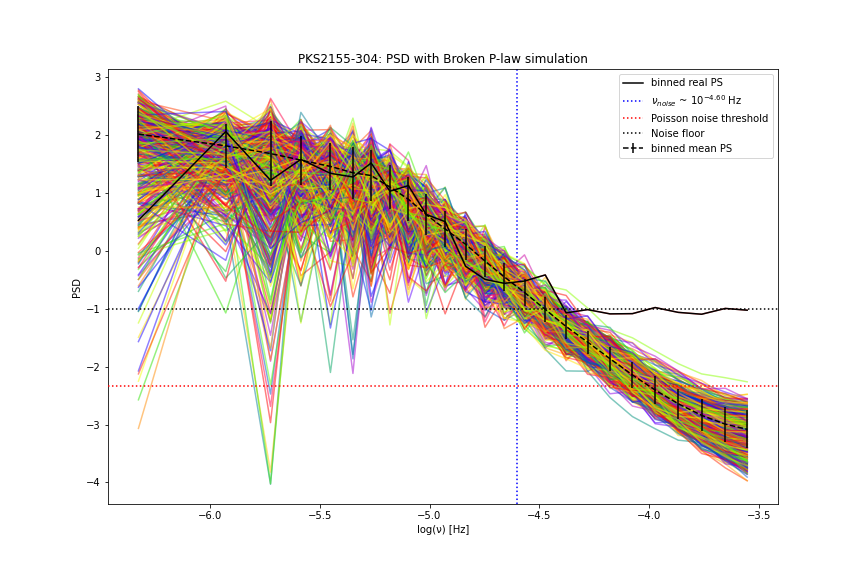 PKS2155-304: PSD with Broken P-law simulation
binned real PS
ν_noise ~ 10^−4.60 Hz
Poisson noise threshold
Noise floor
binned mean PS
PSD
3
2
1
0
−1
−2
−3
−4
−6.0 −5.5 −5.0 −4.5 −4.0 −3.5
log(ν) [Hz]